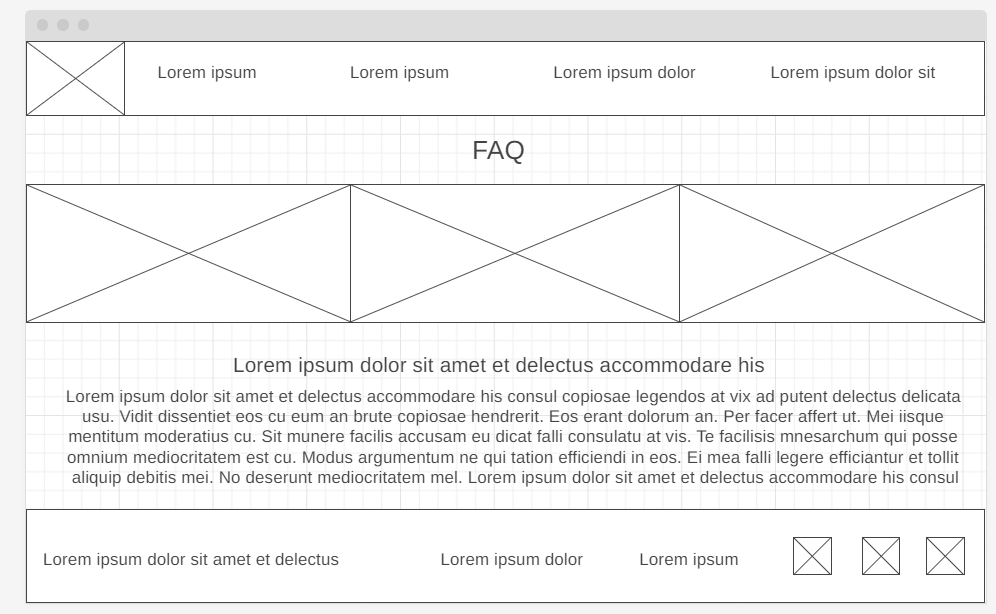 Lorem ipsum Lorem ipsum Lorem ipsum dolor Lorem ipsum dolor sit
FAQ
Lorem ipsum dolor sit amet et delectus accommodare his
Lorem ipsum dolor sit amet et delectus accommodare his consul copiosae legendos at vix ad putent delectus delicata
usu. Vidit dissentiet eos cu eum an brute copiosae hendrerit. Eos erant dolorum an. Per facer affert ut. Mei iisque
mentitum moderatius cu. Sit munere facilis accusam eu dicat falli consulatu at vis. Te facilisis mnesarchum qui posse
omnium mediocritatem est cu. Modus argumentum ne qui tation efficiendi in eos. Ei mea falli legere efficiantur et tollit
aliquip debitis mei. No deserunt mediocritatem mel. Lorem ipsum dolor sit amet et delectus accommodare his consul
Lorem ipsum dolor sit amet et delectus Lorem ipsum dolor Lorem ipsum